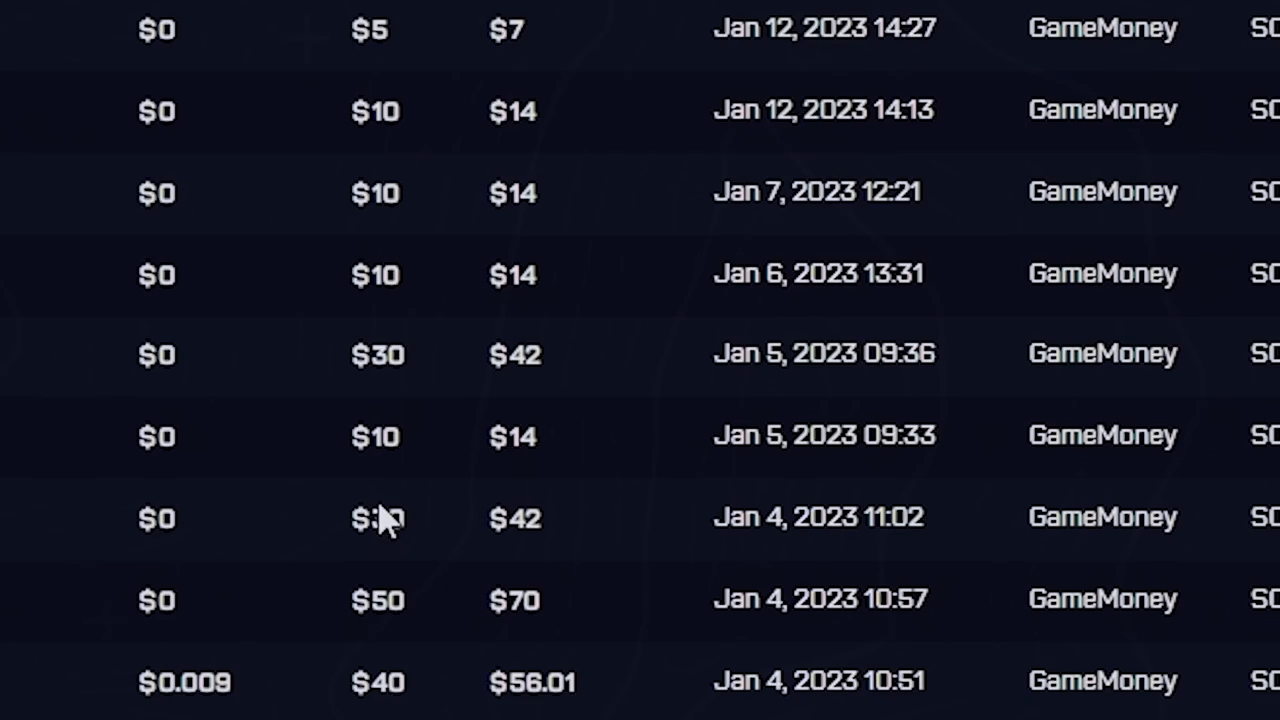 $0 $5 $7 Jan 12, 2023 14:27 GameMoney
$0 $10 $14 Jan 12, 2023 14:13 GameMoney
$0 $10 $14 Jan 7, 2023 12:21 GameMoney
$0 $10 $14 Jan 6, 2023 13:31 GameMoney
$0 $30 $42 Jan 5, 2023 09:36 GameMoney
$0 $10 $14 Jan 5, 2023 09:33 GameMoney
$0 $42 Jan 4, 2023 11:02 GameMoney
$0 $50 $70 Jan 4, 2023 10:57 GameMoney
$0.009 $40 $56.01 Jan 4, 2023 10:51 GameMoney